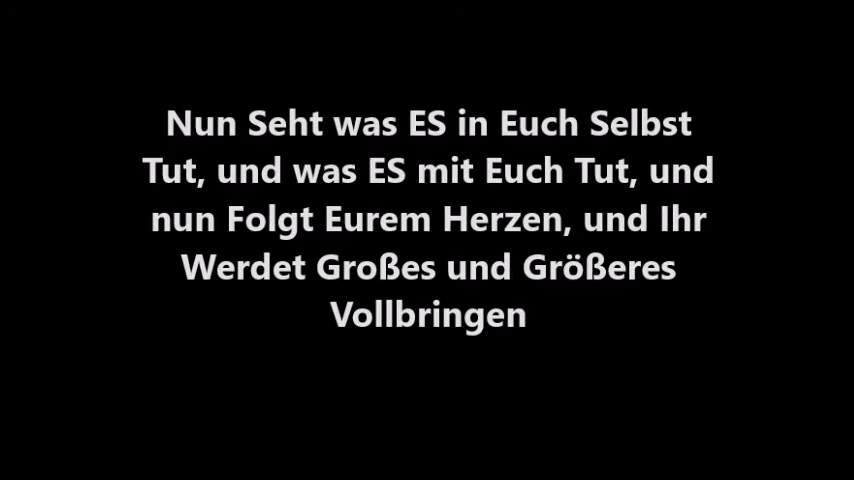 Nun Seht was ES in Euch Selbst
Tut, und was ES mit Euch Tut, und
nun Folgt Eurem Herzen, und Ihr
Werdet Großes und Größeres
Vollbringen